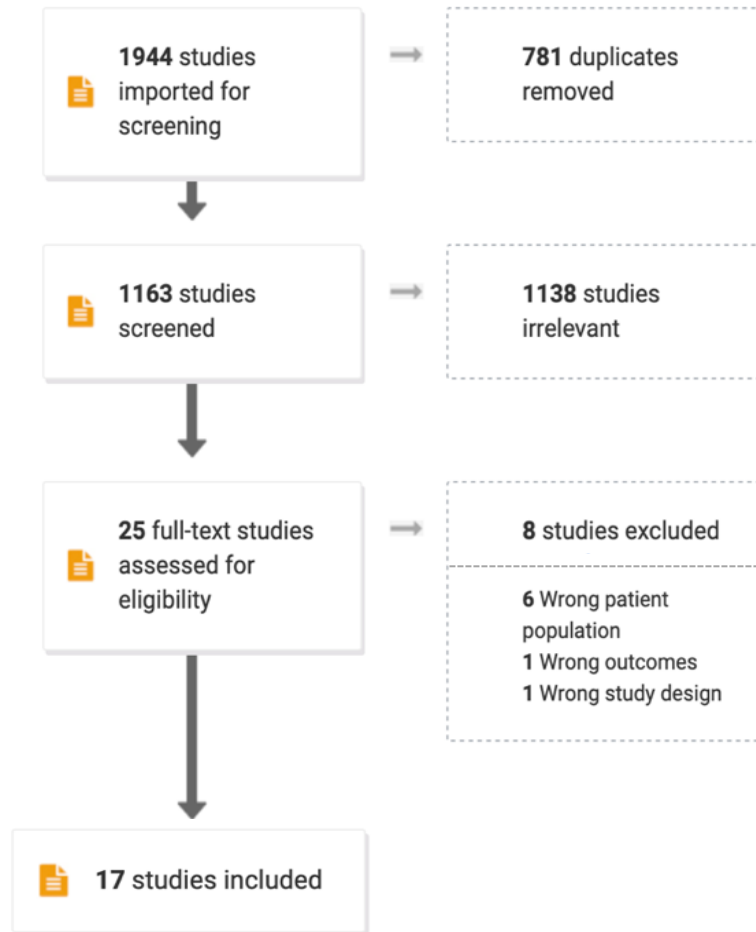 1944 studies
imported for
screening
781 duplicates
removed
1163 studies
screened
1138 studies
irrelevant
25 full-text studies
assessed for
eligibility
8 studies excluded
6 Wrong patient
population
1 Wrong outcomes
1 Wrong study design
17 studies included